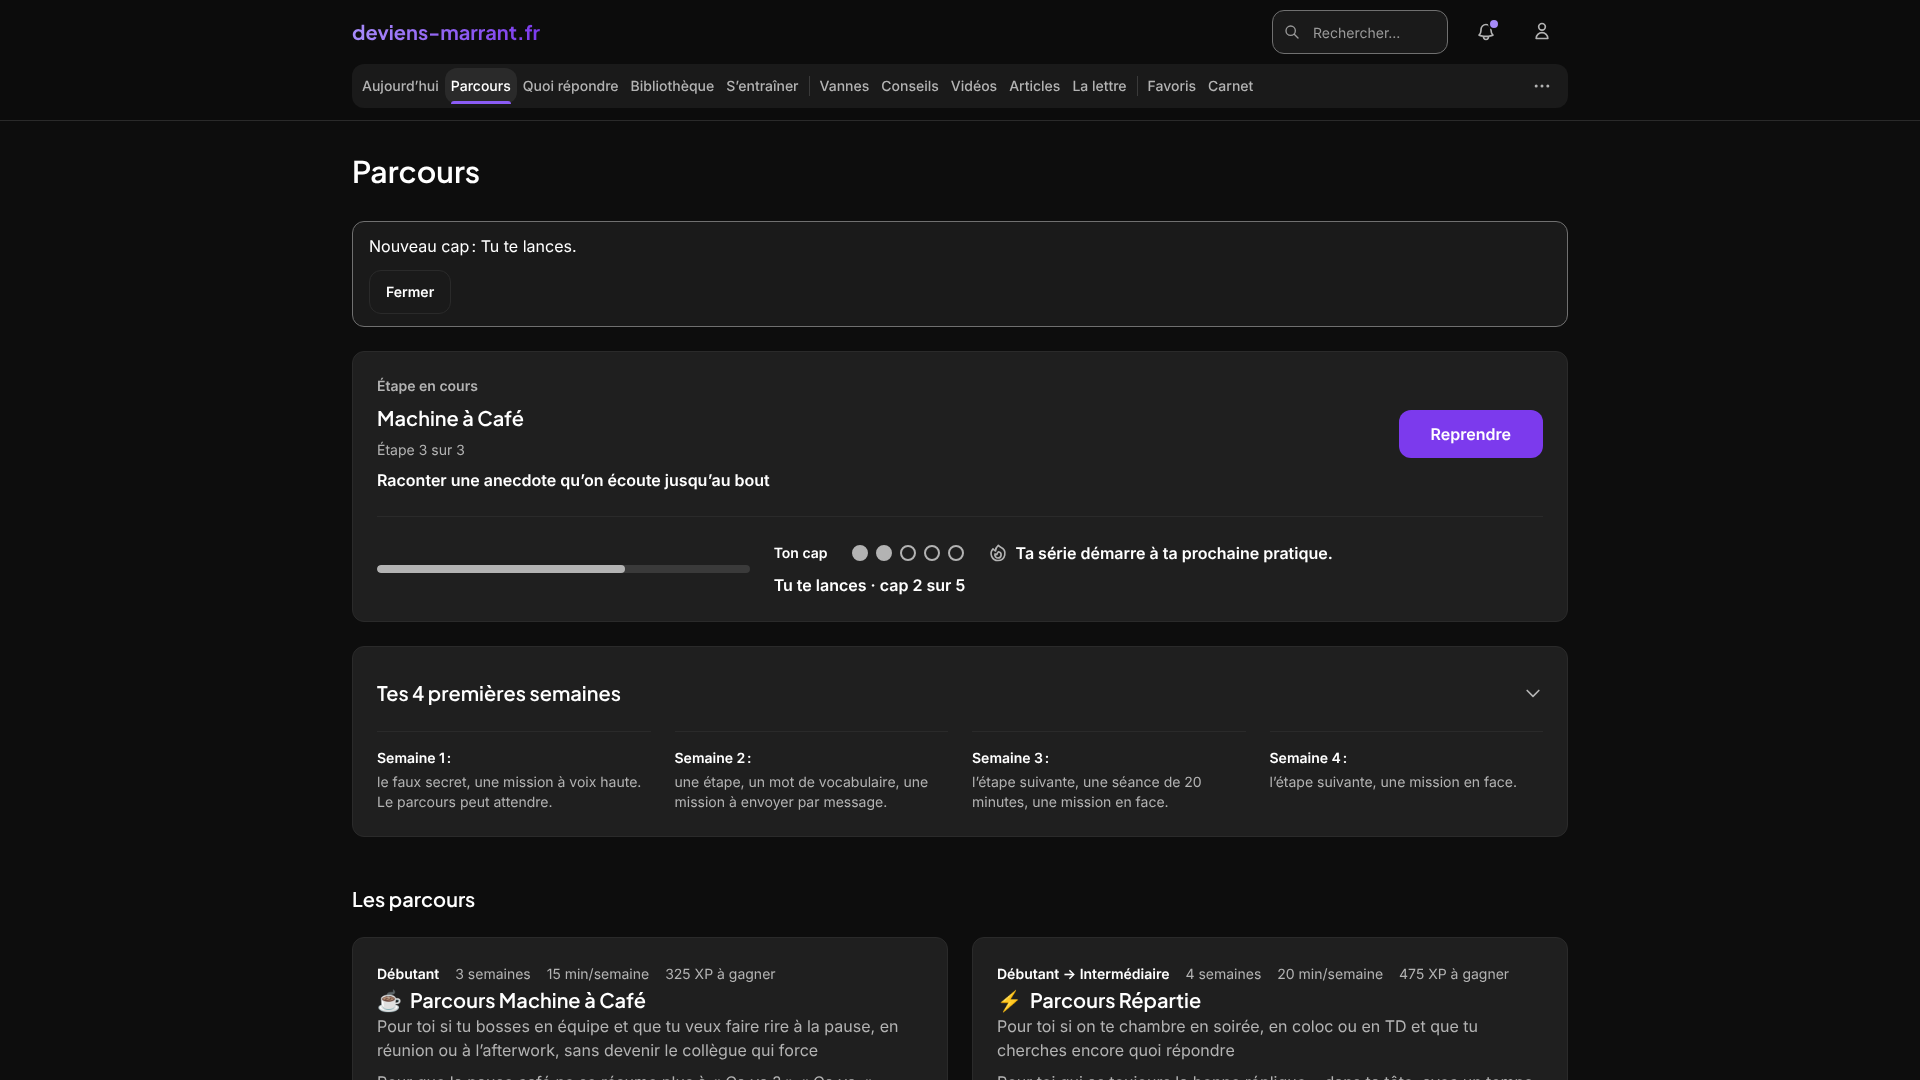 deviens-marrant.fr
Rechercher...
Aujourd’hui Parcours Quoi répondre Bibliothèque S’entraîner Vannes Conseils Vidéos Articles La lettre Favoris Carnet
Parcours
Nouveau cap : Tu te lances.
Fermer
Étape en cours
Machine à Café
Étape 3 sur 3
Raconter une anecdote qu’on écoute jusqu’au bout
Reprendre
Ton cap
Tu te lances · cap 2 sur 5
Ta série démarre à ta prochaine pratique.
Tes 4 premières semaines
Semaine 1 :
le faux secret, une mission à voix haute.
Le parcours peut attendre.
Semaine 2 :
une étape, un mot de vocabulaire, une
mission à envoyer par message.
Semaine 3 :
l’étape suivante, une séance de 20
minutes, une mission en face.
Semaine 4 :
l’étape suivante, une mission en face.
Les parcours
Débutant 3 semaines 15 min/semaine 325 XP à gagner
☕ Parcours Machine à Café
Pour toi si tu bosses en équipe et que tu veux faire rire à la pause, en
réunion ou à l’afterwork, sans devenir le collègue qui force
Débutant → Intermédiaire 4 semaines 20 min/semaine 475 XP à gagner
⚡ Parcours Répartie
Pour toi si on te chambre en soirée, en coloc ou en TD et que tu
cherches encore quoi répondre